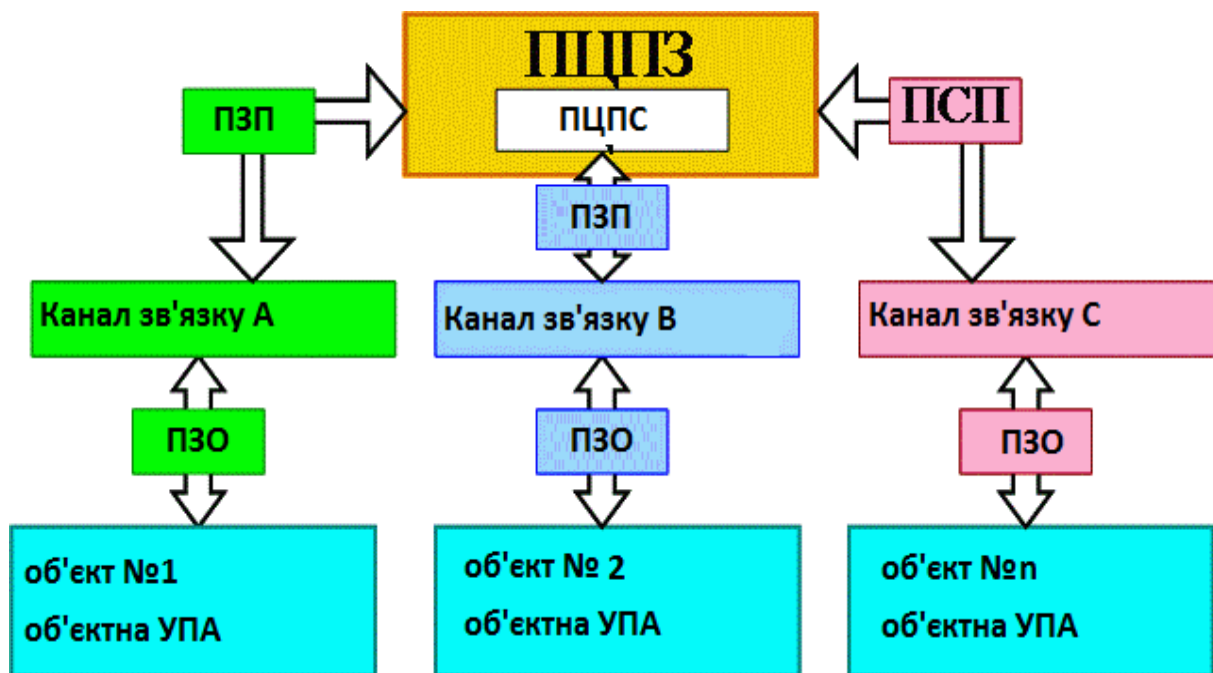 ПЦПЗ
ПЗП
ПЦПС
ПСП
ПЗП
Канал зв'язку А
Канал зв'язку В
Канал зв'язку С
ПЗО
ПЗО
ПЗО
об'єкт №1
об'єктна УПА
об'єкт № 2
об'єктна УПА
об'єкт №n
об'єктна УПА